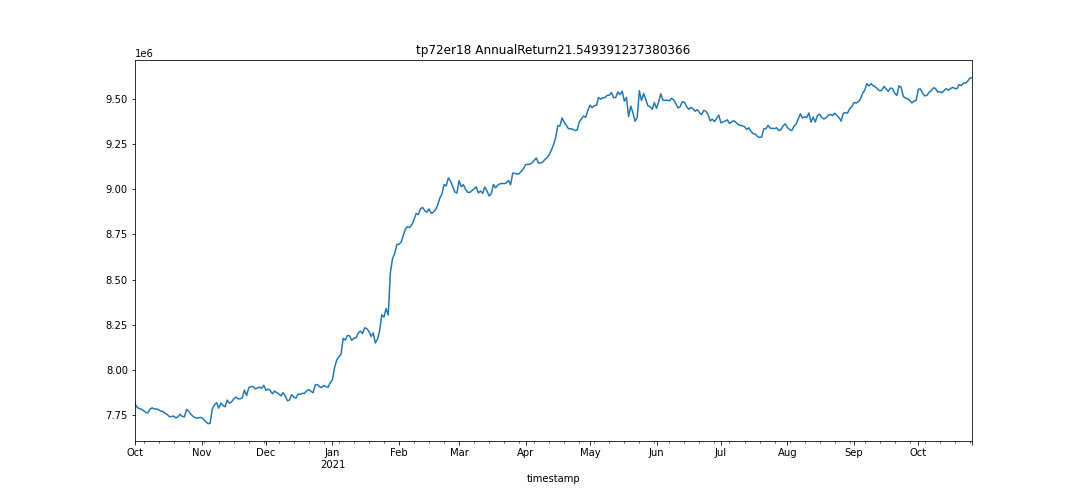 tp72er18 AnnualReturn21.549391237380366
1e6
9.50
9.25
9.00
8.75
8.50
8.25
8.00
7.75
Oct Nov Dec Jan Feb Mar Apr May Jun Jul Aug Sep Oct
2021
timestamp